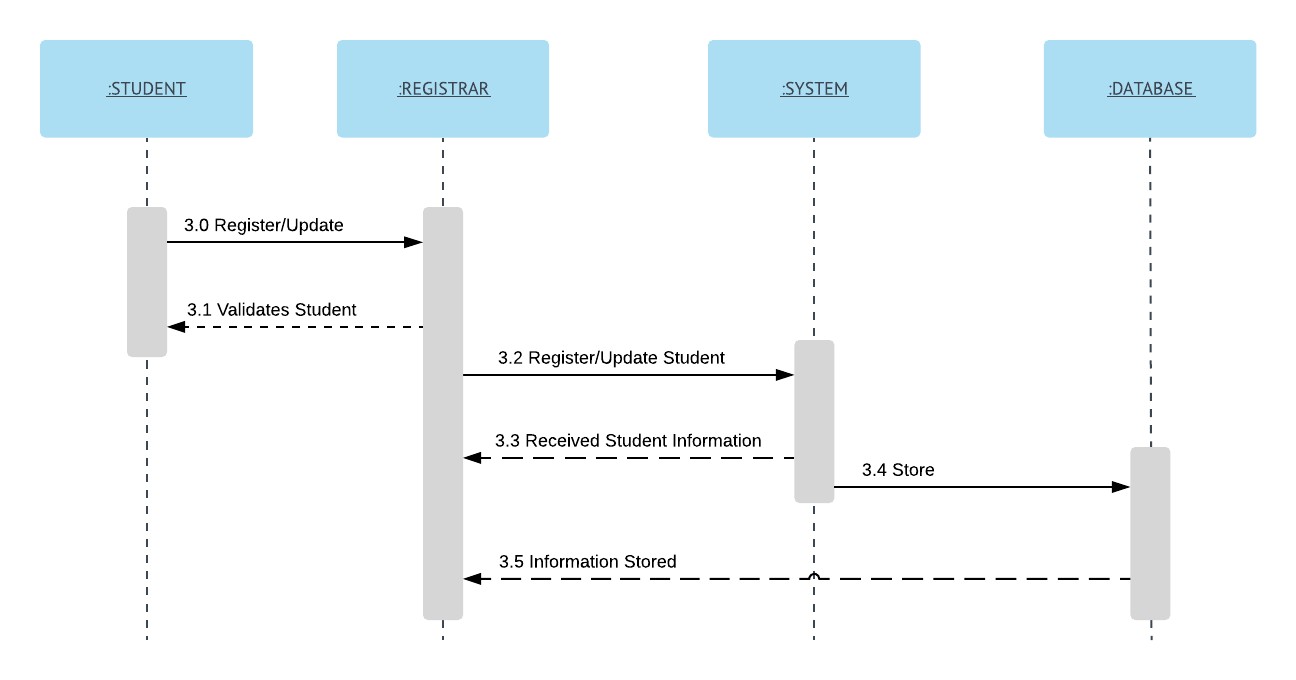 :STUDENT
:REGISTRAR
:SYSTEM
:DATABASE
3.0 Register/Update
3.1 Validates Student
3.2 Register/Update Student
3.3 Received Student Information
3.4 Store
3.5 Information Stored